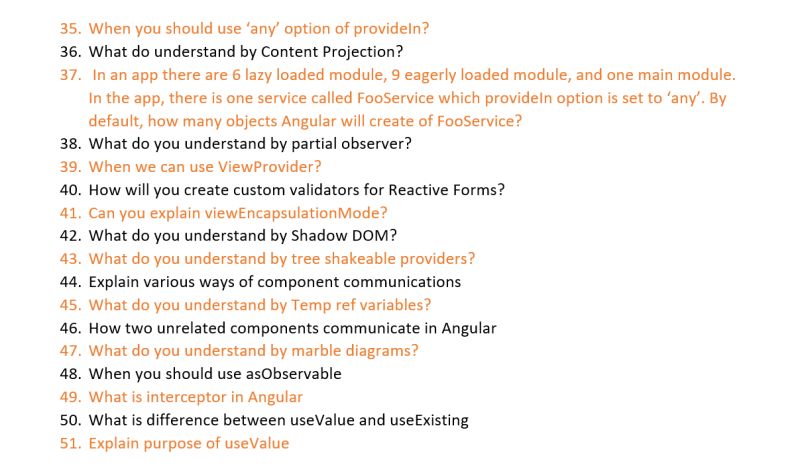 35. When you should use ‘any’ option of provideIn?
36. What do understand by Content Projection?
37. In an app there are 6 lazy loaded module, 9 eagerly loaded module, and one main module.
In the app, there is one service called FooService which provideIn option is set to ‘any’. By
default, how many objects Angular will create of FooService?
38. What do you understand by partial observer?
39. When we can use ViewProvider?
40. How will you create custom validators for Reactive Forms?
41. Can you explain viewEncapsulationMode?
42. What do you understand by Shadow DOM?
43. What do you understand by tree shakeable providers?
44. Explain various ways of component communications
45. What do you understand by Temp ref variables?
46. How two unrelated components communicate in Angular
47. What do you understand by marble diagrams?
48. When you should use asObservable
49. What is interceptor in Angular
50. What is difference between useValue and useExisting
51. Explain purpose of useValue